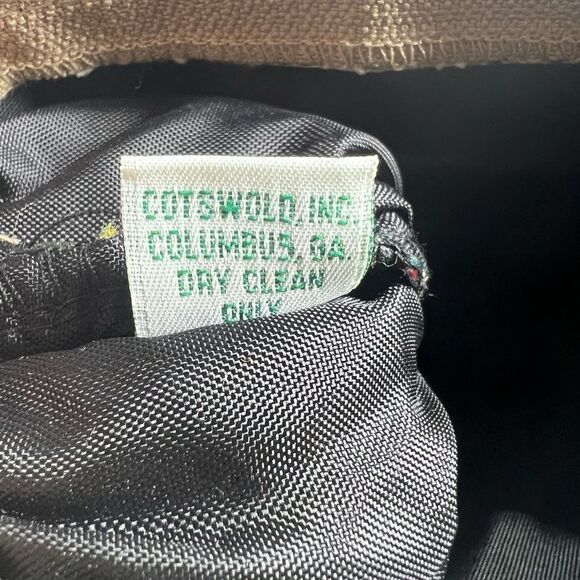 COTSWOLD, INC.
COLUMBUS, GA.
DRY CLEAN
ONLY